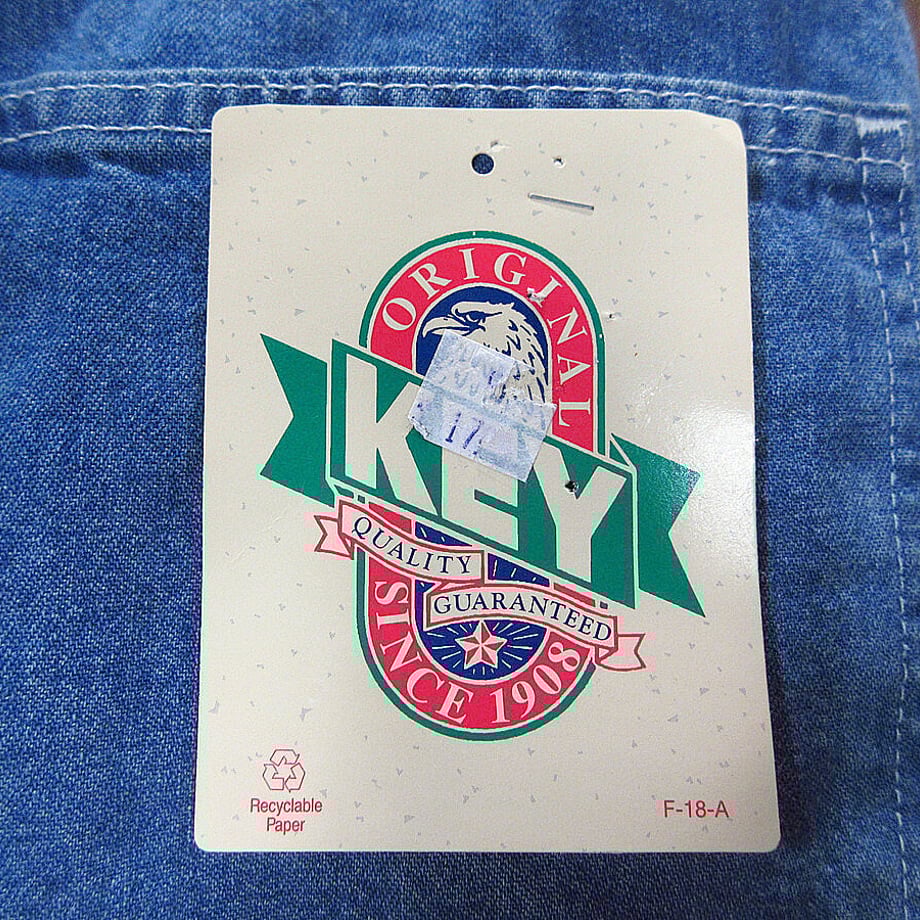 ORIGINAL
KEY
QUALITY
GUARANTEED
SINCE 1908
Recyclable
Paper
F-18-A